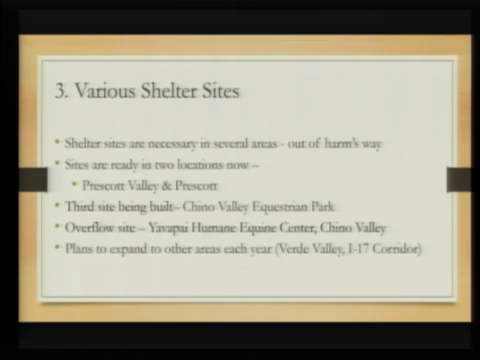 3. Various Shelter Sites
• Shelter sites are necessary in several areas - out of harm's way
• Sites are ready in two locations now –
• Prescott Valley & Prescott
• Third site being built– Chino Valley Equestrian Park
• Overflow site – Yavapai Humane Equine Center, Chino Valley
• Plans to expand to other areas each year (Verde Valley, I-17 Corridor)